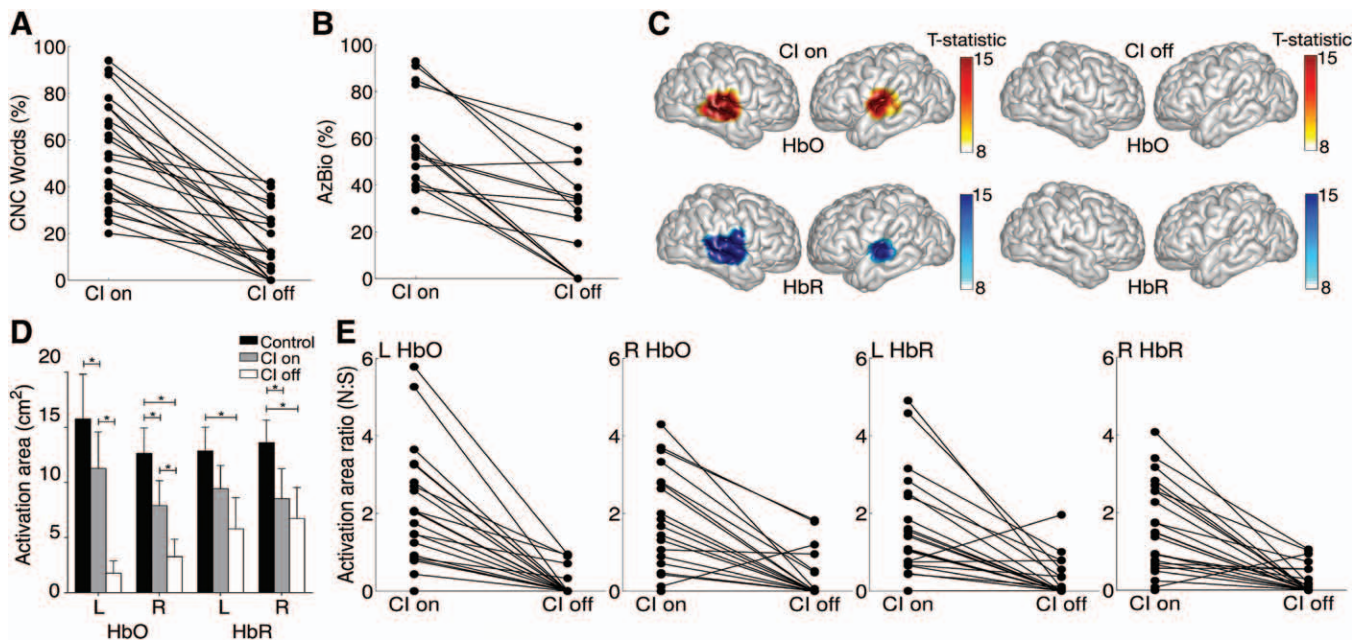 A
CNC Words (%)
100
80
60
40
20
0
CI on
CI off
B
AzBio (%)
100
80
60
40
20
0
CI on
CI off
C
CI on
T-statistic
15
8
HbO
CI off
T-statistic
15
8
HbO
15
8
HbR
15
8
HbR
D
Activation area (cm²)
20
15
10
5
0
Control
CI on
CI off
* * * * * * * *
L R L R
HbO HbR
E
Activation area ratio (N:S)
L HbO
6
4
2
0
CI on CI off
R HbO
6
4
2
0
CI on CI off
L HbR
6
4
2
0
CI on CI off
R HbR
6
4
2
0
CI on CI off